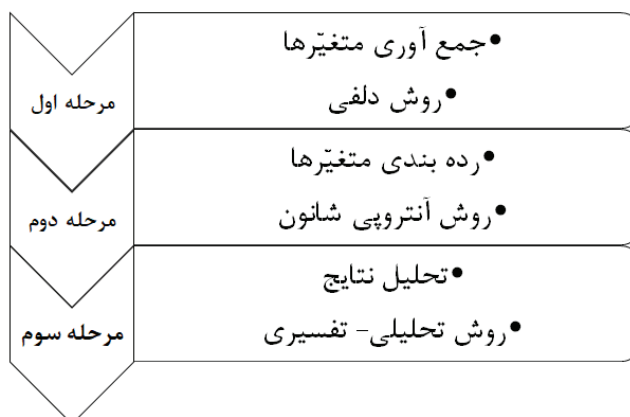 مرحله اول
•جمع آوری متغیّرها
•روش دلفی
مرحله دوم
•رده بندی متغیّرها
•روش آنتروپی شانون
مرحله سوم
•تحلیل نتایج
•روش تحلیلی- تفسیری